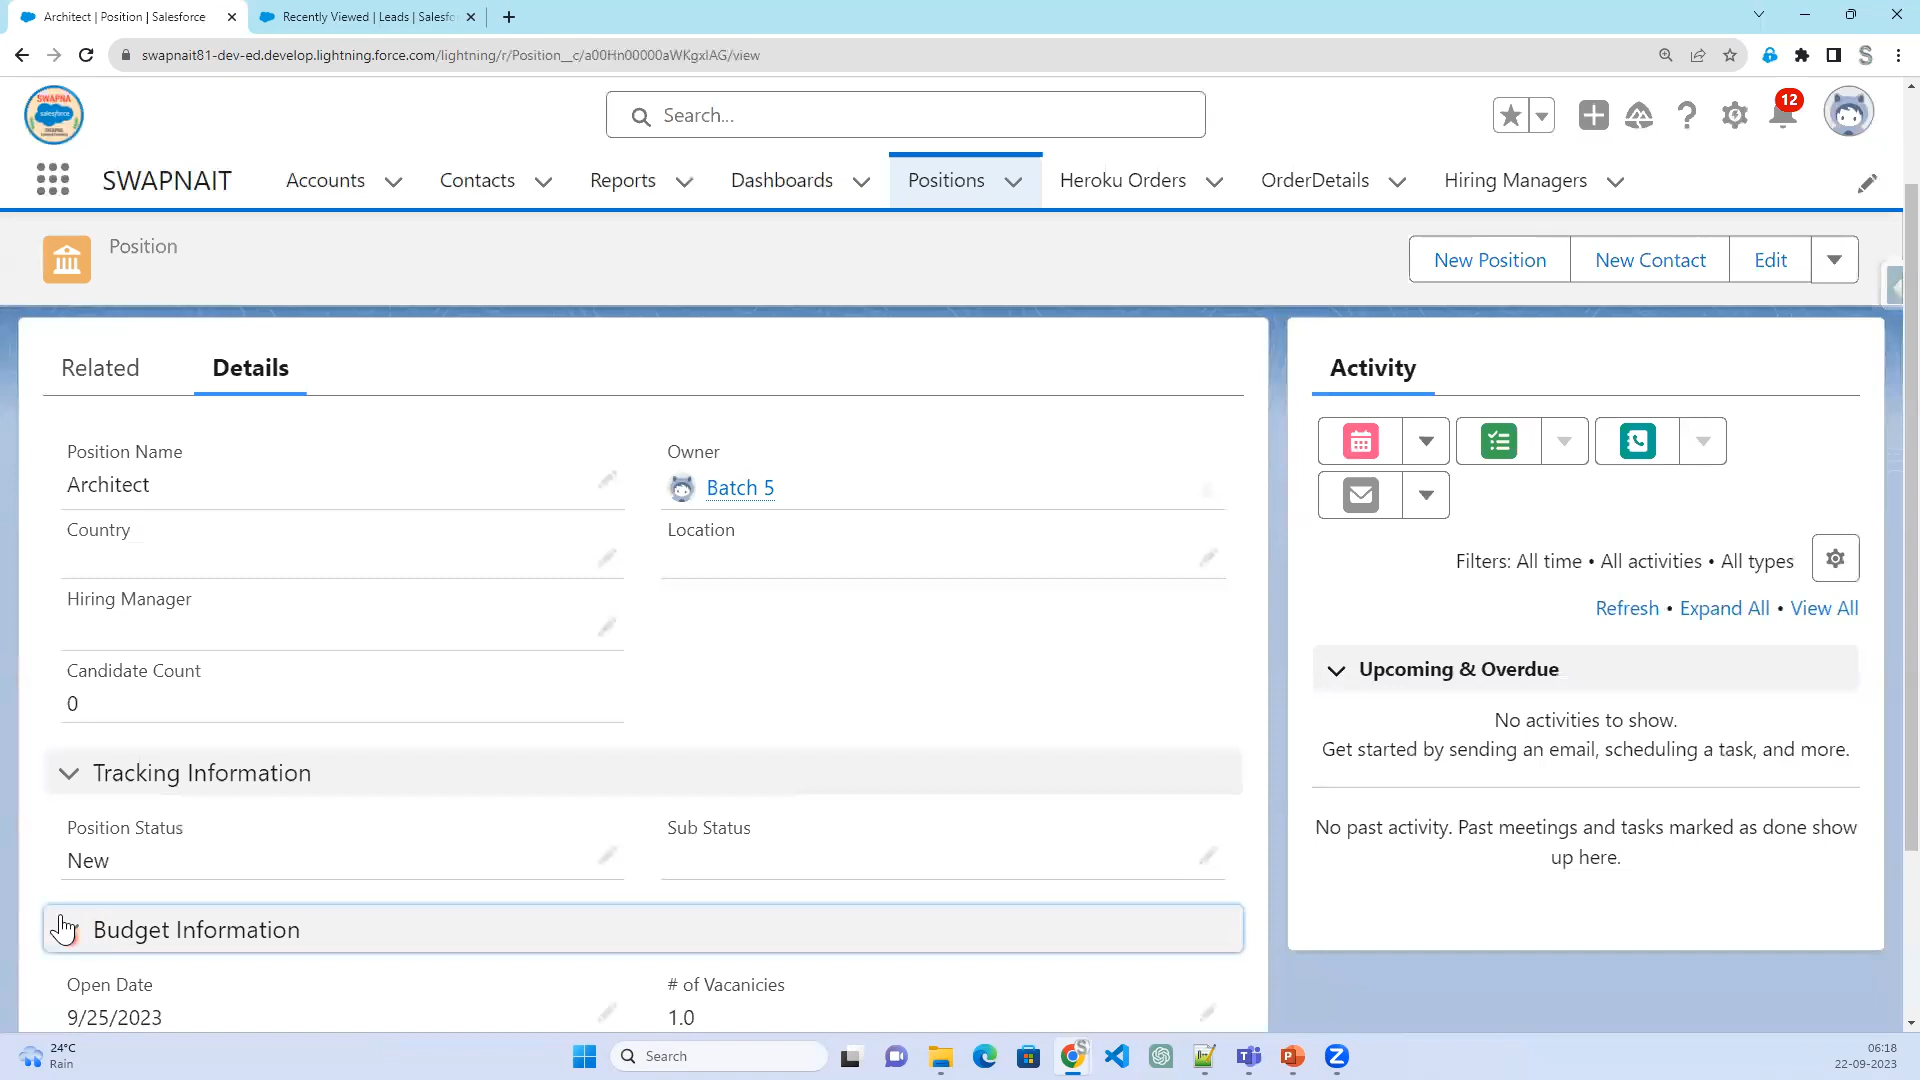 Architect | Position | Salesforce
Recently Viewed | Leads | Salesfo
swapnait81-dev-ed.develop.lightning.force.com/lightning/r/Position__c/a00Hn00000aWKgxIAG/view
S
SWAPNA
salesforce
Search...
12
SWAPNAIT
Accounts
Contacts
Reports
Dashboards
Positions
Heroku Orders
OrderDetails
Hiring Managers
Position
New Position
New Contact
Edit
Related
Details
Activity
Position Name
Architect
Owner
Batch 5
Country
Location
Hiring Manager
Candidate Count
0
Filters: All time • All activities • All types
Refresh • Expand All • View All
Upcoming & Overdue
No activities to show.
Get started by sending an email, scheduling a task, and more.
No past activity. Past meetings and tasks marked as done show
up here.
Tracking Information
Position Status
New
Sub Status
Budget Information
Open Date
9/25/2023
# of Vacanicies
1.0
24°C
Rain
Search
06:18
22-09-2023